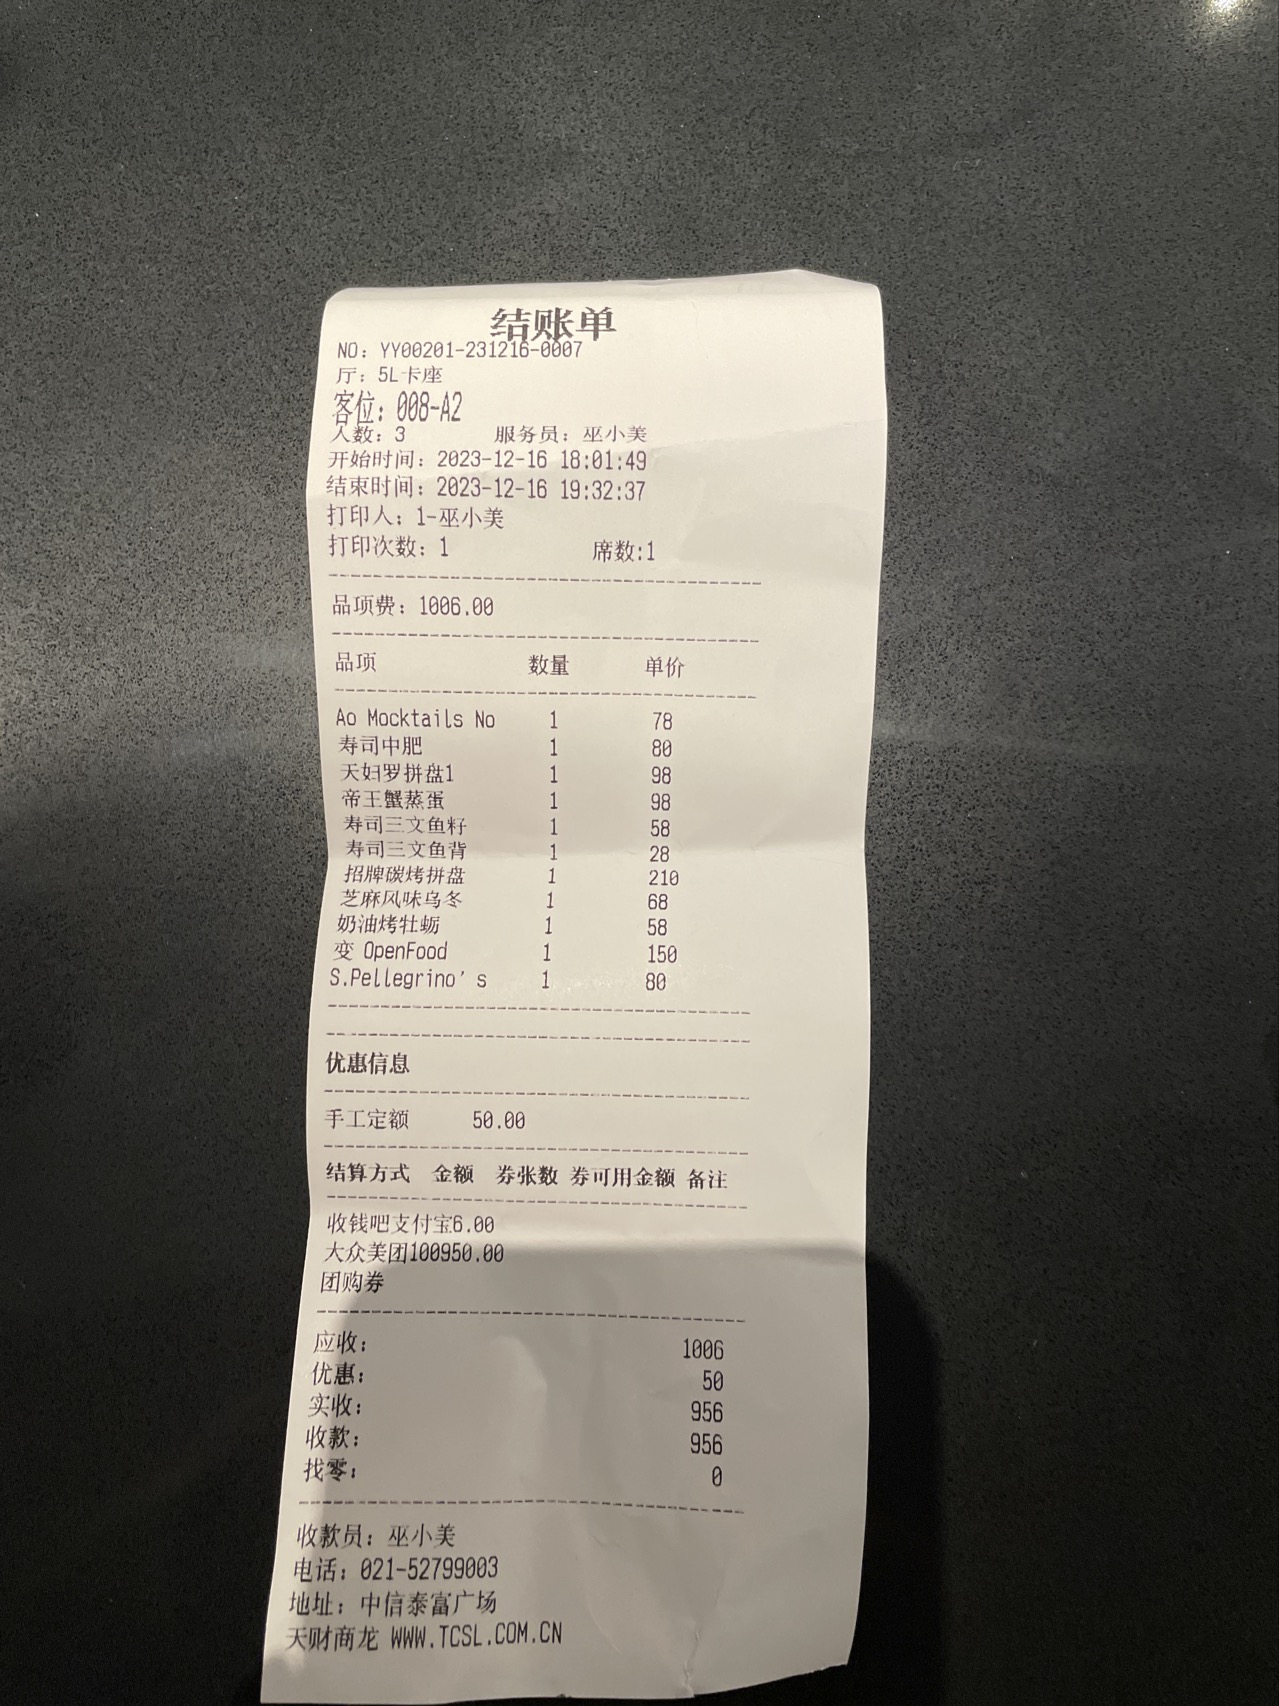 结账单
NO: YY00201-231216-0007
厅: 5L卡座
客位: 008-A2
人数: 3 服务员: 巫小美
开始时间: 2023-12-16 18:01:49
结束时间: 2023-12-16 19:32:37
打印人: 1-巫小美
打印次数: 1 席数:1
品项费: 1006.00
品项 数量 单价
Ao Mocktails No 1 78
寿司中肥 1 80
天妇罗拼盘1 1 98
帝王蟹蒸蛋 1 98
寿司三文鱼籽 1 58
寿司三文鱼背 1 28
招牌碳烤拼盘 1 210
芝麻风味乌冬 1 68
奶油烤牡蛎 1 58
变 OpenFood 1 150
S.Pellegrino's 1 80
优惠信息
手工定额 50.00
结算方式 金额 券张数 券可用金额 备注
收钱吧支付宝6.00
大众美团100950.00
团购券
应收: 1006
优惠: 50
实收: 956
收款: 956
找零: 0
收款员: 巫小美
电话: 021-52799003
地址: 中信泰富广场
天财商龙 WWW.TCSL.COM.CN